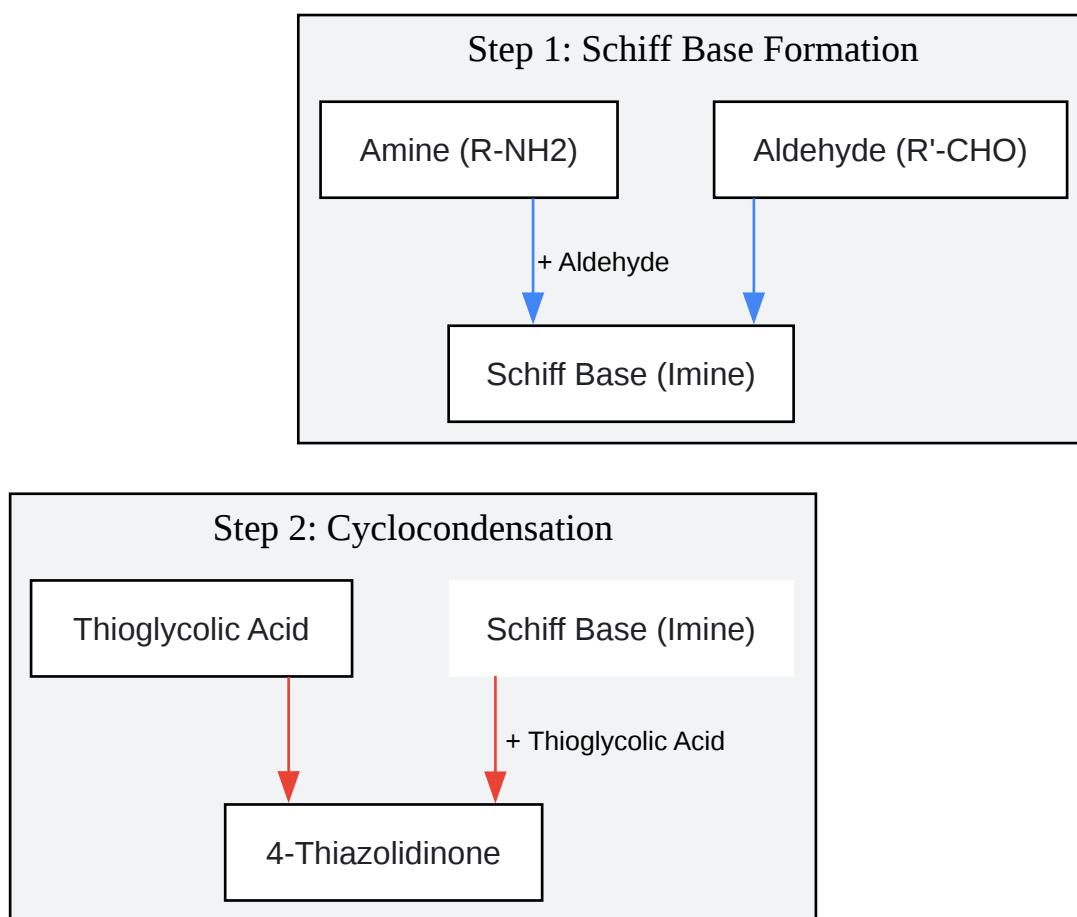 Step 1: Schiff Base Formation
Amine (R-NH2)
Aldehyde (R'-CHO)
+ Aldehyde
Schiff Base (Imine)
Step 2: Cyclocondensation
Thioglycolic Acid
Schiff Base (Imine)
+ Thioglycolic Acid
4-Thiazolidinone